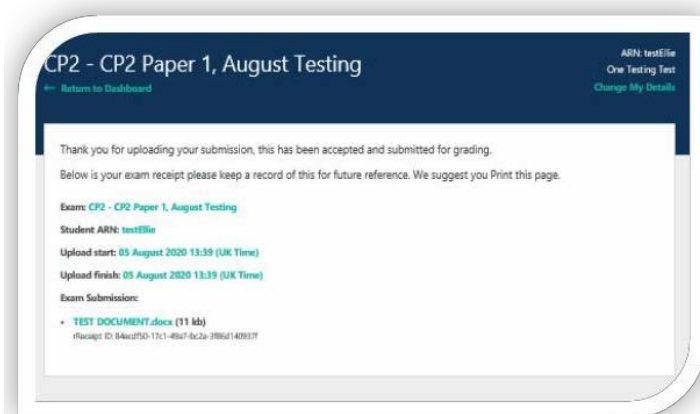 CP2 - CP2 Paper 1, August Testing
← Return to Dashboard
ARN: testEllie
One Testing Test
Change My Details
Thank you for uploading your submission, this has been accepted and submitted for grading.
Below is your exam receipt please keep a record of this for future reference. We suggest you Print this page.
Exam: CP2 - CP2 Paper 1, August Testing
Student ARN: testEllie
Upload start: 05 August 2020 13:39 (UK Time)
Upload finish: 05 August 2020 13:39 (UK Time)
Exam Submission:
• TEST DOCUMENT.docx (11 kb)
rReceipt ID: